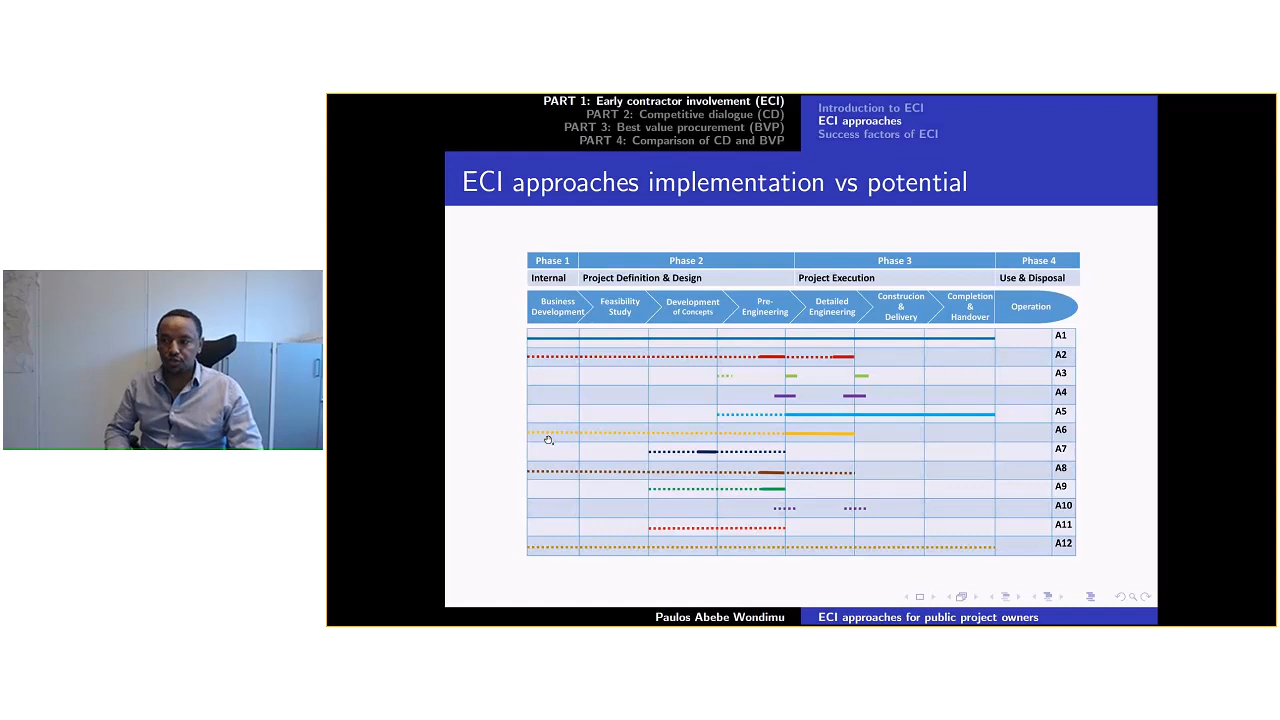 PART 1: Early contractor involvement (ECI)
PART 2: Competitive dialogue (CD)
PART 3: Best value procurement (BVP)
PART 4: Comparison of CD and BVP
Introduction to ECI
ECI approaches
Success factors of ECI
ECI approaches implementation vs potential
Phase 1 Phase 2 Phase 3 Phase 4
Internal Project Definition & Design Project Execution Use & Disposal
Business
Development
Feasibility
Study
Development
of Concepts
Pre-
Engineering
Detailed
Engineering
Construcion
&
Delivery
Completion
&
Handover
Operation
A1
A2
A3
A4
A5
A6
A7
A8
A9
A10
A11
A12
Paulos Abebe Wondimu
ECI approaches for public project owners